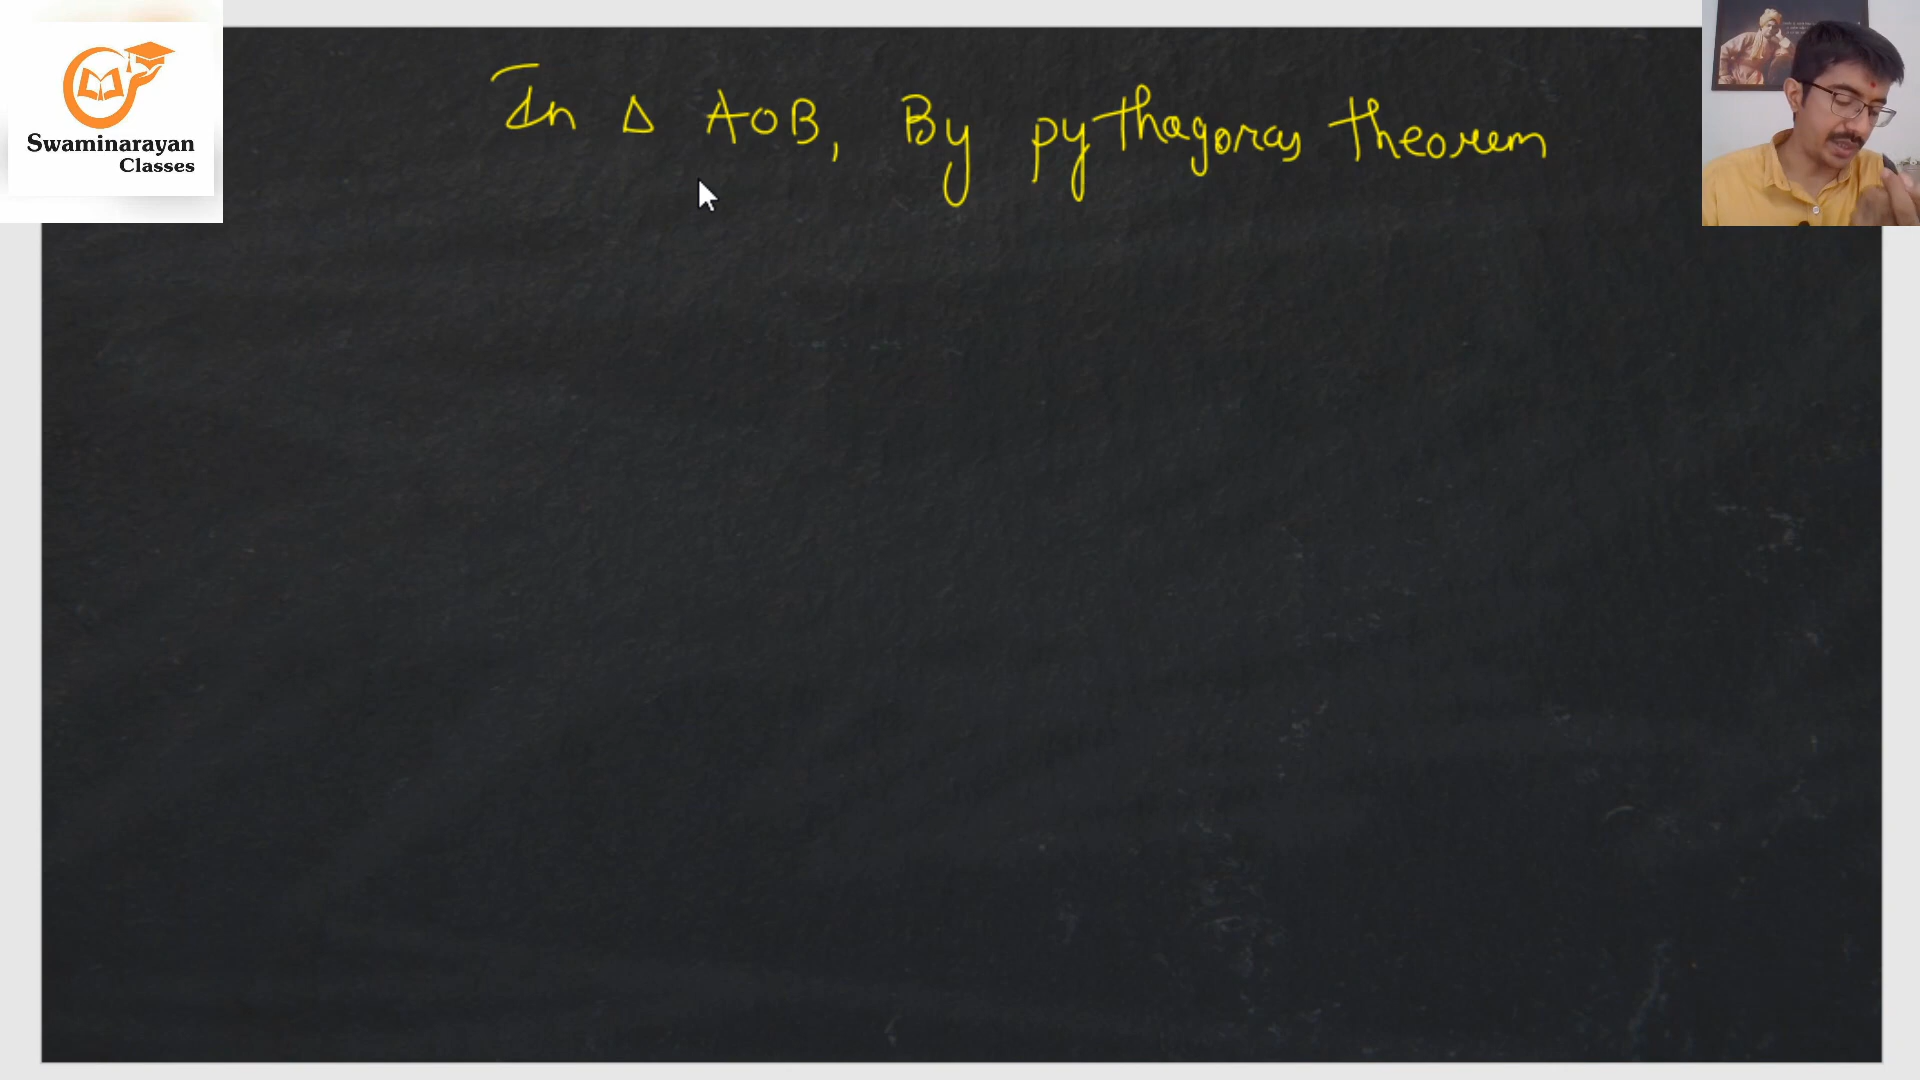 In Δ AOB, By pythagoras theorem
Swaminarayan
Classes